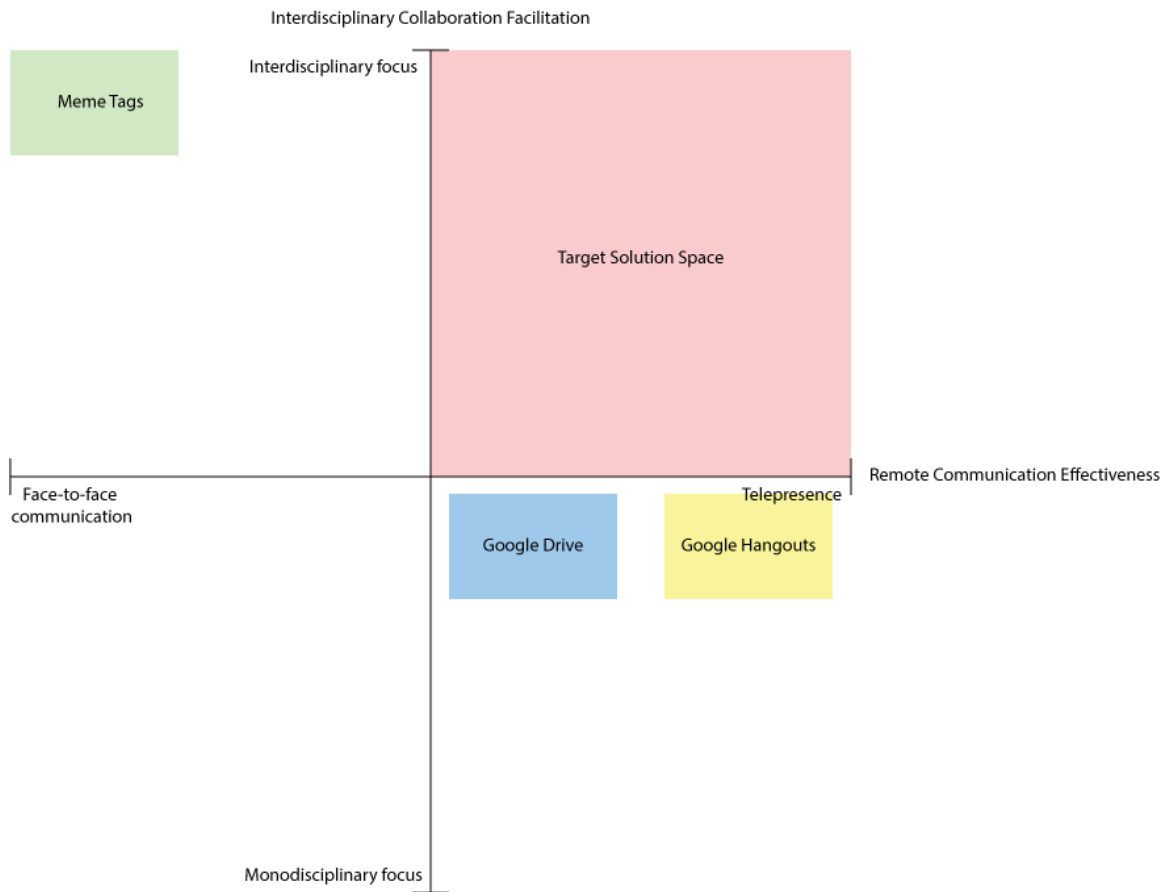 Interdisciplinary Collaboration Facilitation
Interdisciplinary focus
Meme Tags
Target Solution Space
Remote Communication Effectiveness
Face-to-face
communication
Telepresence
Google Drive
Google Hangouts
Monodisciplinary focus